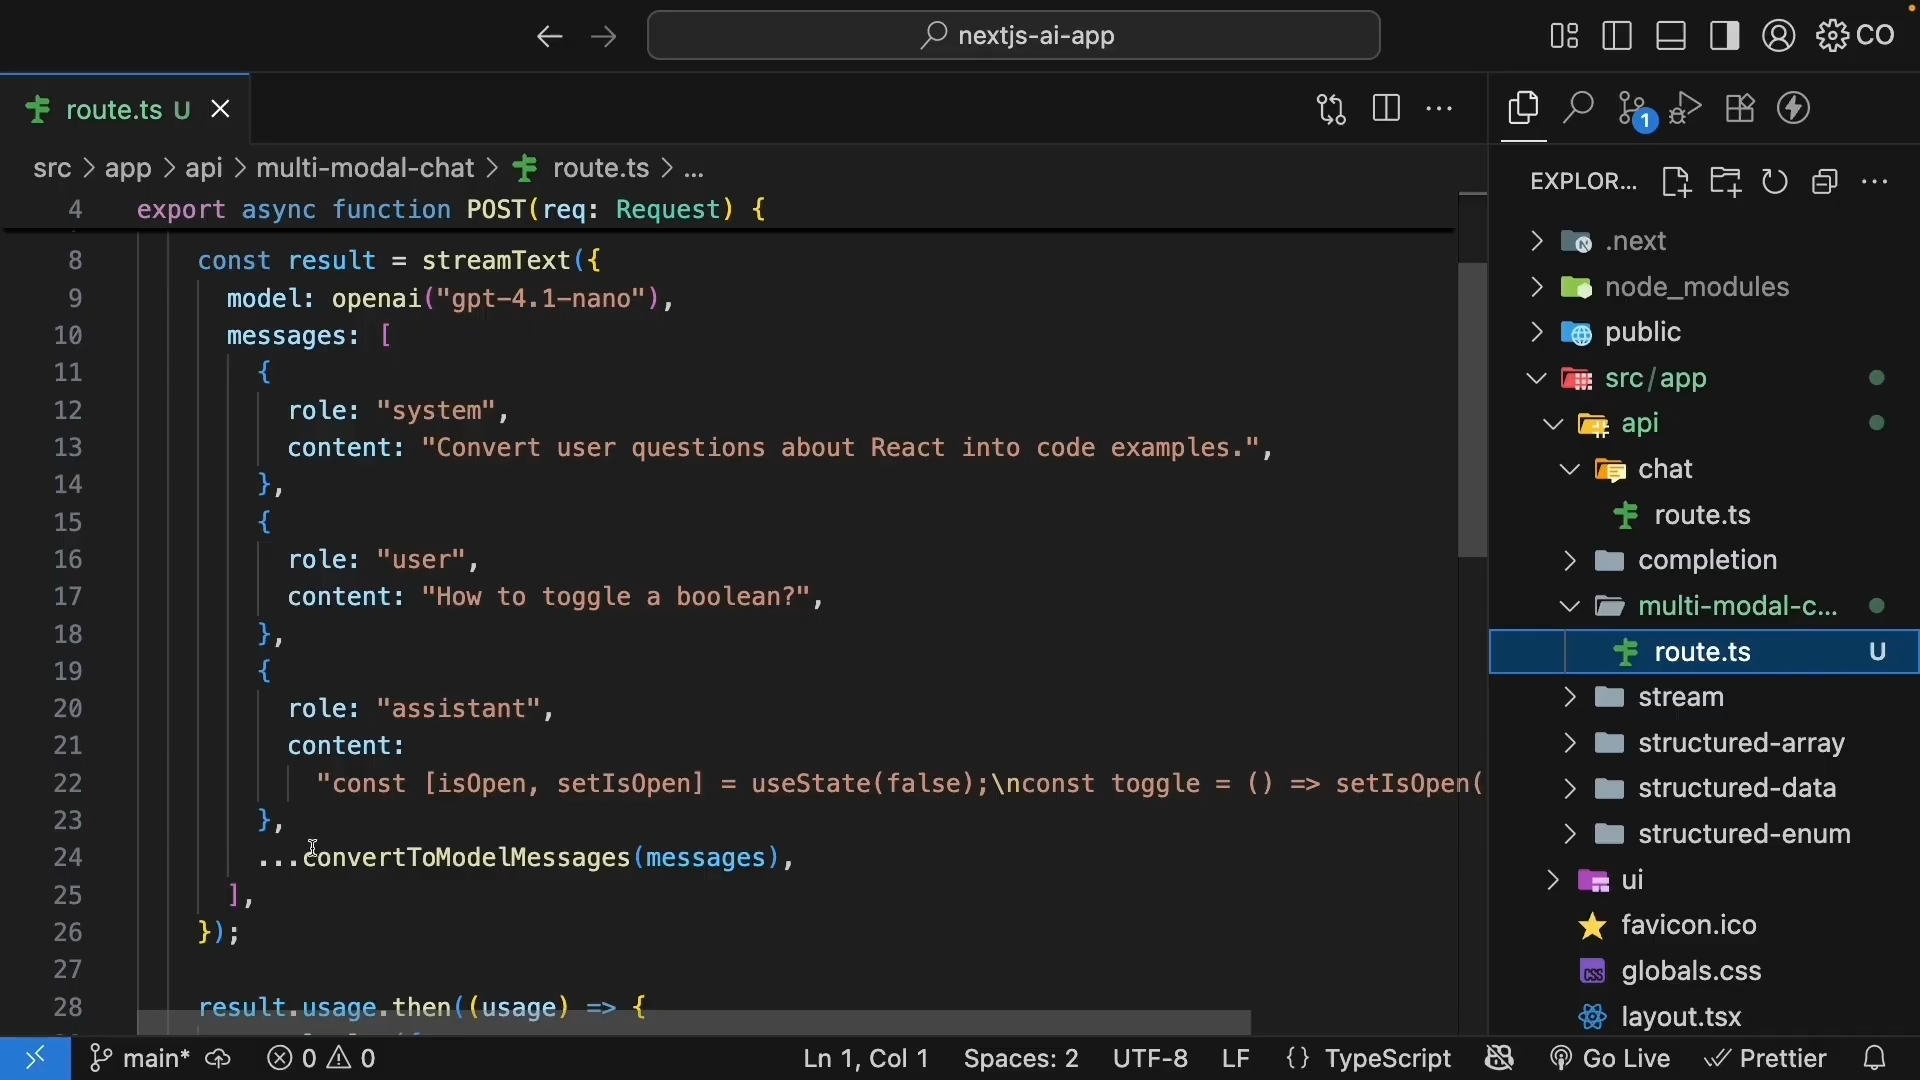 nextjs-ai-app
CO
route.ts U
src > app > api > multi-modal-chat > route.ts > ...
4 export async function POST(req: Request) {
8 const result = streamText({
9 model: openai("gpt-4.1-nano"),
10 messages: [
11 {
12 role: "system",
13 content: "Convert user questions about React into code examples.",
14 },
15 {
16 role: "user",
17 content: "How to toggle a boolean?",
18 },
19 {
20 role: "assistant",
21 content:
22 "const [isOpen, setIsOpen] = useState(false);\nconst toggle = () => setIsOpen(
23 },
24 ...convertToModelMessages(messages),
25 ],
26 });
27
28 result.usage.then((usage) => {
1
EXPLOR...
.next
node_modules
public
src/app
api
chat
route.ts
completion
multi-modal-c...
route.ts U
stream
structured-array
structured-data
structured-enum
ui
favicon.ico
globals.css
layout.tsx
main* 0 0 Ln 1, Col 1 Spaces: 2 UTF-8 LF {} TypeScript Go Live Prettier